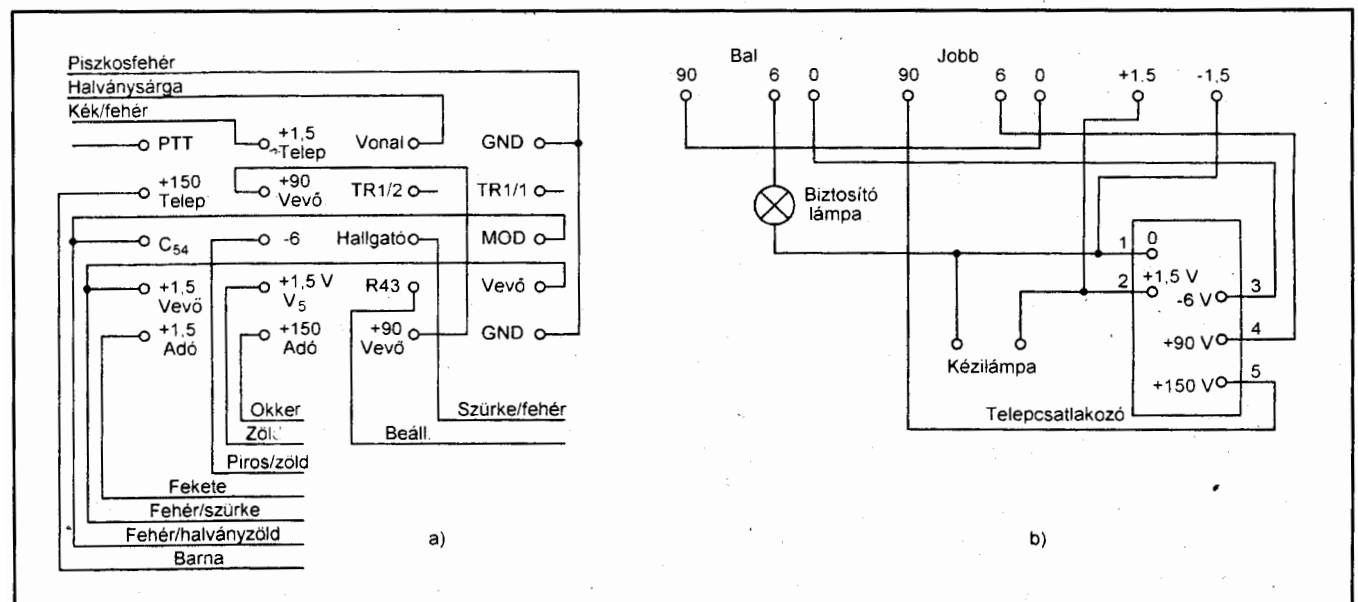 Piszkosfehér
Halványsárga
Kék/fehér
PTT
+1,5
Telep
Vonal
GND
+150
Telep
+90
Vevő
TR1/2
TR1/1
C54
-6
Hallgató
MOD
+1,5
Vevő
+1,5 V
V5
R43
Vevő
+1,5
Adó
+150
Adó
+90
Vevő
GND
Okker
Szürke/fehér
Beáll.
Piros/zöld
Fekete
Fehér/szürke
Fehér/halványzöld
Barna
a)
Bal
Jobb
90 6 0 90 6 0 +1,5 -1,5
Biztosító
lámpa
1 0
2 +1,5 V
-6 V 3
+90 V 4
+150 V 5
Kézilámpa
Telepcsatlakozó
b)